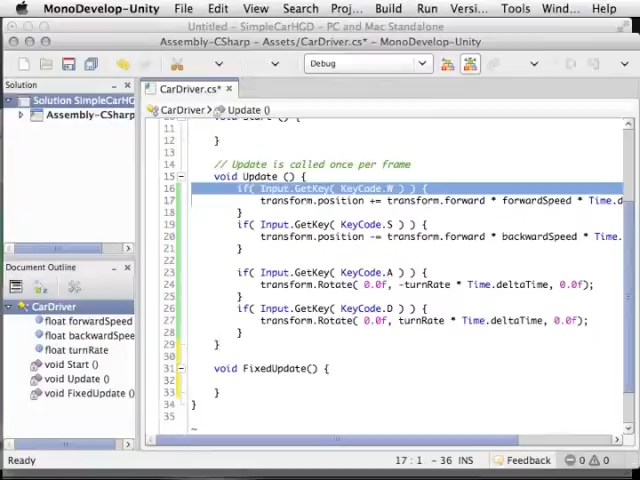 MonoDevelop-Unity File Edit View Search Project Build Run Versi... Tools Wind... Help
Untitled - SimpleCarHGD - PC and Mac Standalone
Assembly-CSharp - Assets/CarDriver.cs* - MonoDevelop-Unity
Debug
Solution
Solution SimpleCarHGD
Assembly-CSharp
CarDriver.cs*
CarDriver Update ()
11
12 }
13
14 // Update is called once per frame
15 void Update () {
16 if( Input.GetKey( KeyCode.W ) ) {
17 transform.position += transform.forward * forwardSpeed * Time.d
18 }
19 if( Input.GetKey( KeyCode.S ) ) {
20 transform.position -= transform.forward * backwardSpeed * Time.
21 }
22
23 if( Input.GetKey( KeyCode.A ) ) {
24 transform.Rotate( 0.0f, -turnRate * Time.deltaTime, 0.0f);
25 }
26 if( Input.GetKey( KeyCode.D ) ) {
27 transform.Rotate( 0.0f, turnRate * Time.deltaTime, 0.0f);
28 }
29 }
30
31 void FixedUpdate() {
32
33 }
34 }
35
~
Document Outline
CarDriver
float forwardSpeed
float backwardSpee
float turnRate
void Start ()
void Update ()
void FixedUpdate ()
Ready 17 : 1 - 36 INS Feedback 0 0